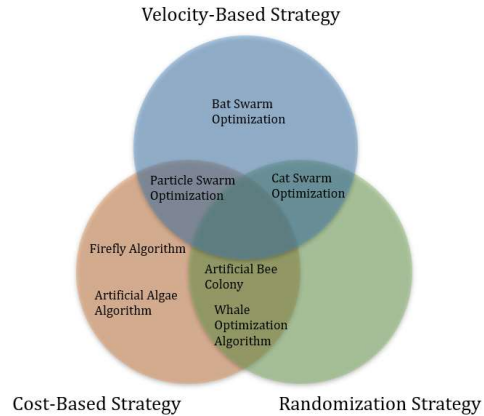 Velocity-Based Strategy
Bat Swarm
Optimization
Particle Swarm
Optimization
Cat Swarm
Optimization
Firefly Algorithm
Artificial Algae
Algorithm
Artificial Bee
Colony
Whale
Optimization
Algorithm
Cost-Based Strategy
Randomization Strategy